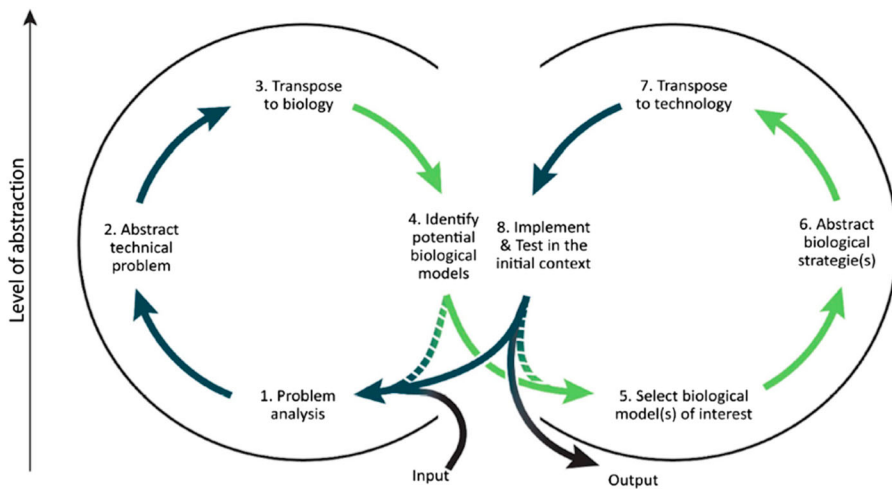 Level of abstraction
3. Transpose
to biology
7. Transpose
to technology
2. Abstract
technical
problem
4. Identify
potential
biological
models
8. Implement
& Test in the
initial context
6. Abstract
biological
strategie(s)
1. Problem
analysis
5. Select biological
model(s) of interest
Input
Output